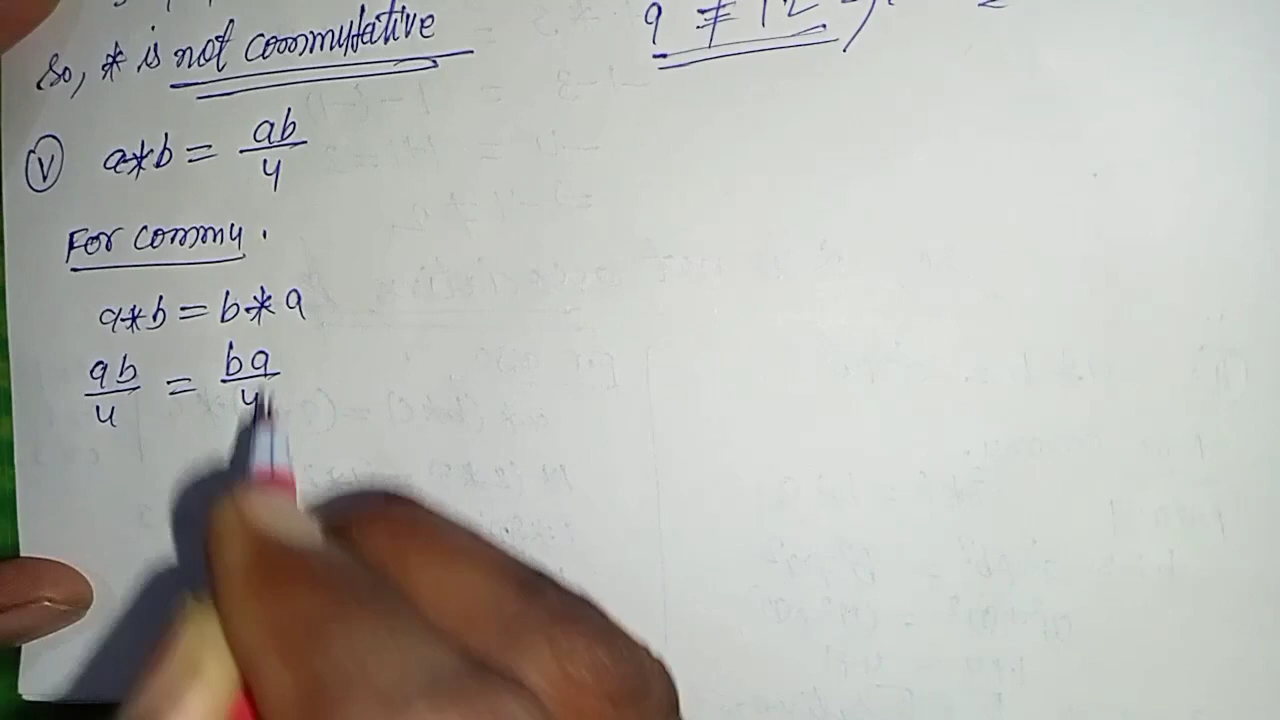 So, * is not commutative
9 ≠ 12
(V) a*b = ab/4
For commu.
a*b = b*a
ab/4 = ba/4